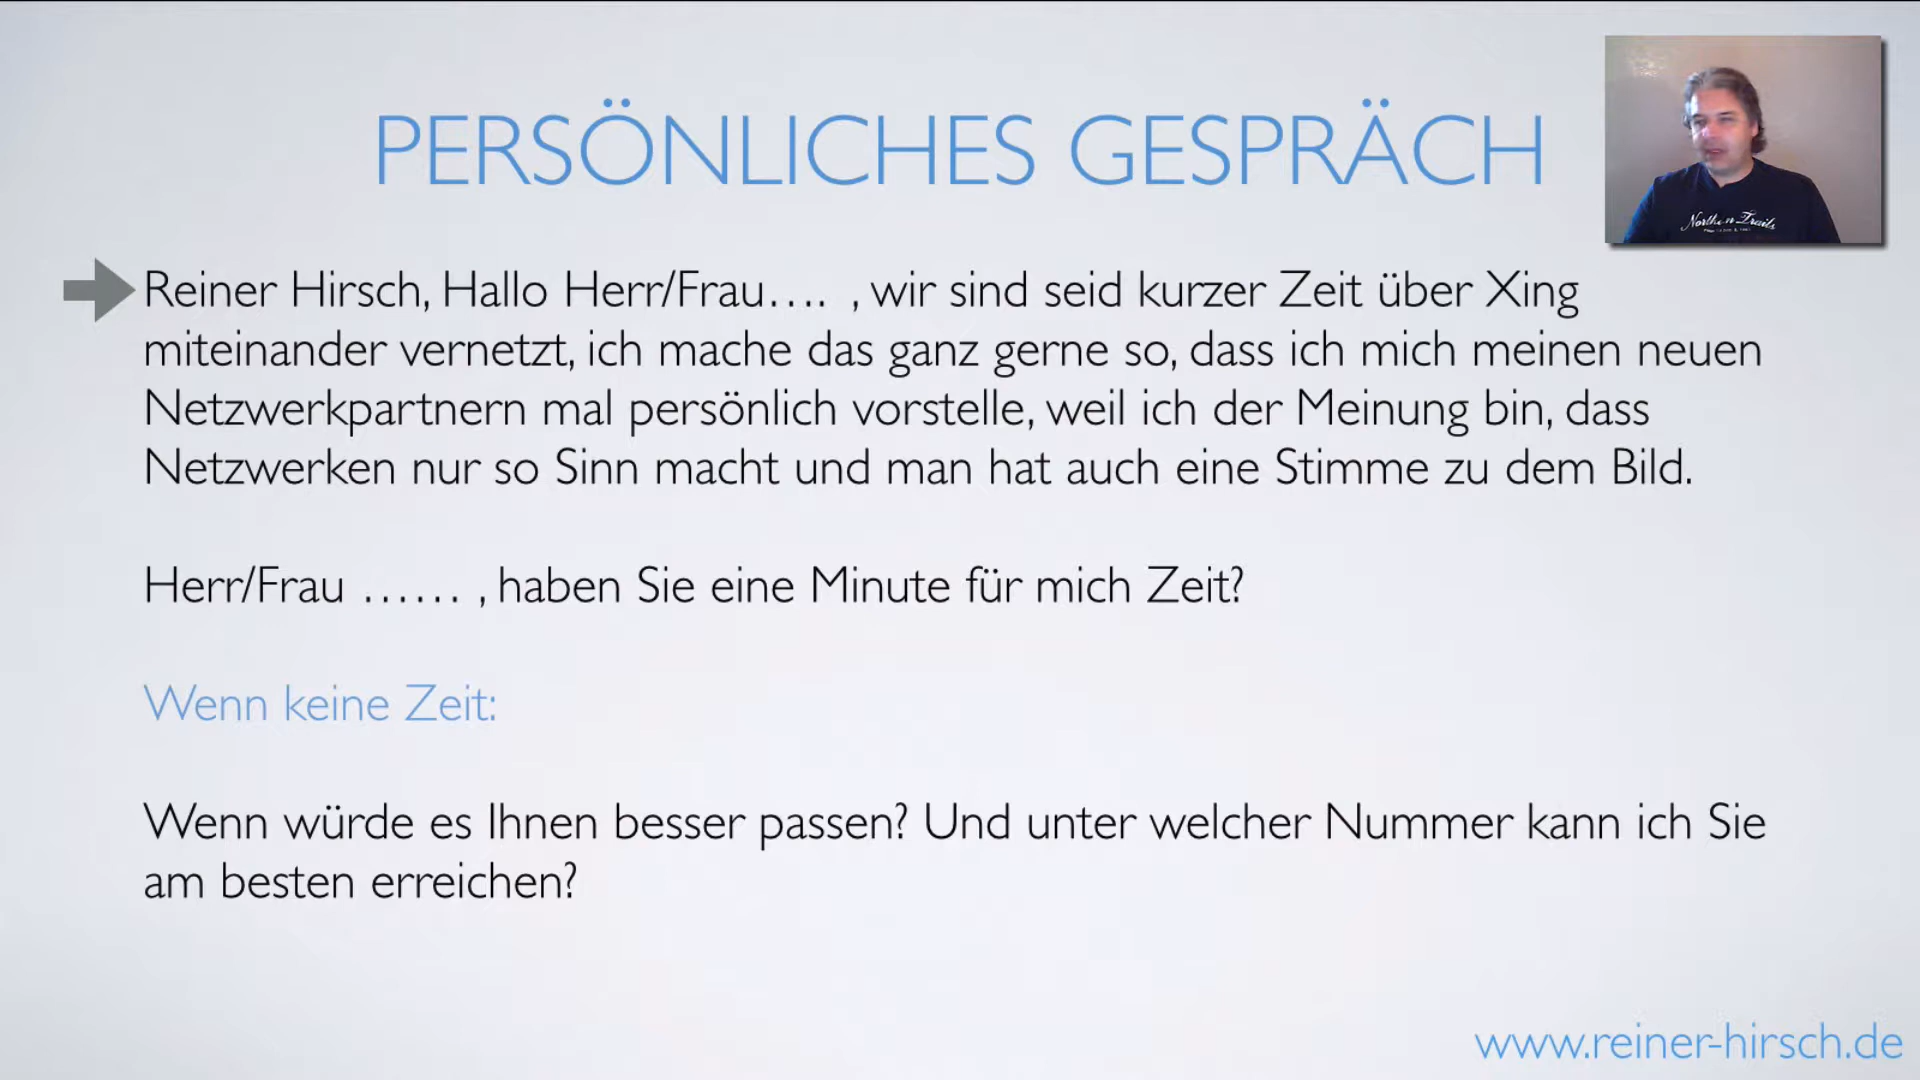 PERSÖNLICHES GESPRÄCH
Northern Trails
Reiner Hirsch, Hallo Herr/Frau…. , wir sind seid kurzer Zeit über Xing
miteinander vernetzt, ich mache das ganz gerne so, dass ich mich meinen neuen
Netzwerkpartnern mal persönlich vorstelle, weil ich der Meinung bin, dass
Netzwerken nur so Sinn macht und man hat auch eine Stimme zu dem Bild.
Herr/Frau …… , haben Sie eine Minute für mich Zeit?
Wenn keine Zeit:
Wenn würde es Ihnen besser passen? Und unter welcher Nummer kann ich Sie
am besten erreichen?
www.reiner-hirsch.de